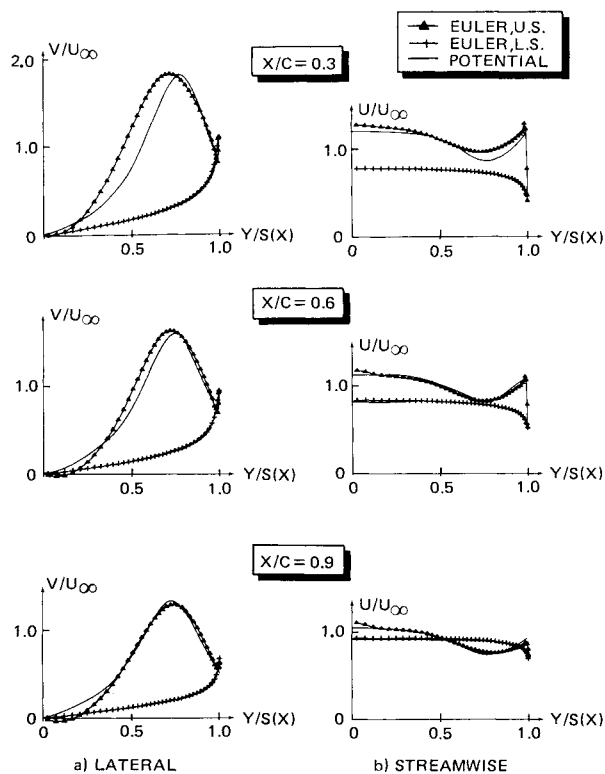 EULER, U.S.
EULER, L.S.
POTENTIAL
V/U∞
X/C = 0.3
2.0
1.0
0
0.5
1.0
Y/S(X)
U/U∞
1.0
0
0.5
1.0
Y/S(X)
X/C = 0.6
V/U∞
1.0
0
0.5
1.0
Y/S(X)
U/U∞
1.0
0
0.5
1.0
Y/S(X)
X/C = 0.9
V/U∞
1.0
0
0.5
1.0
Y/S(X)
U/U∞
1.0
0
0.5
1.0
Y/S(X)
a) LATERAL
b) STREAMWISE